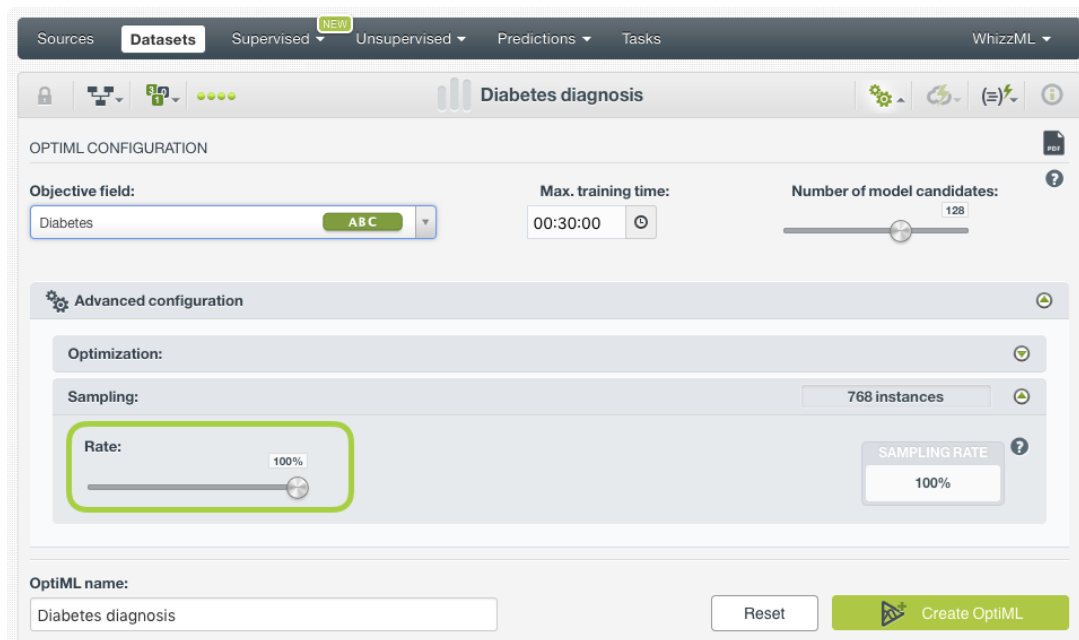 NEW
Sources Datasets Supervised Unsupervised Predictions Tasks WhizzML
Diabetes diagnosis
OPTIML CONFIGURATION
PDF
Objective field: Max. training time: Number of model candidates:
128
Diabetes ABC 00:30:00
Advanced configuration
Optimization:
Sampling: 768 instances
Rate:
100%
SAMPLING RATE
100%
OptiML name:
Diabetes diagnosis Reset Create OptiML